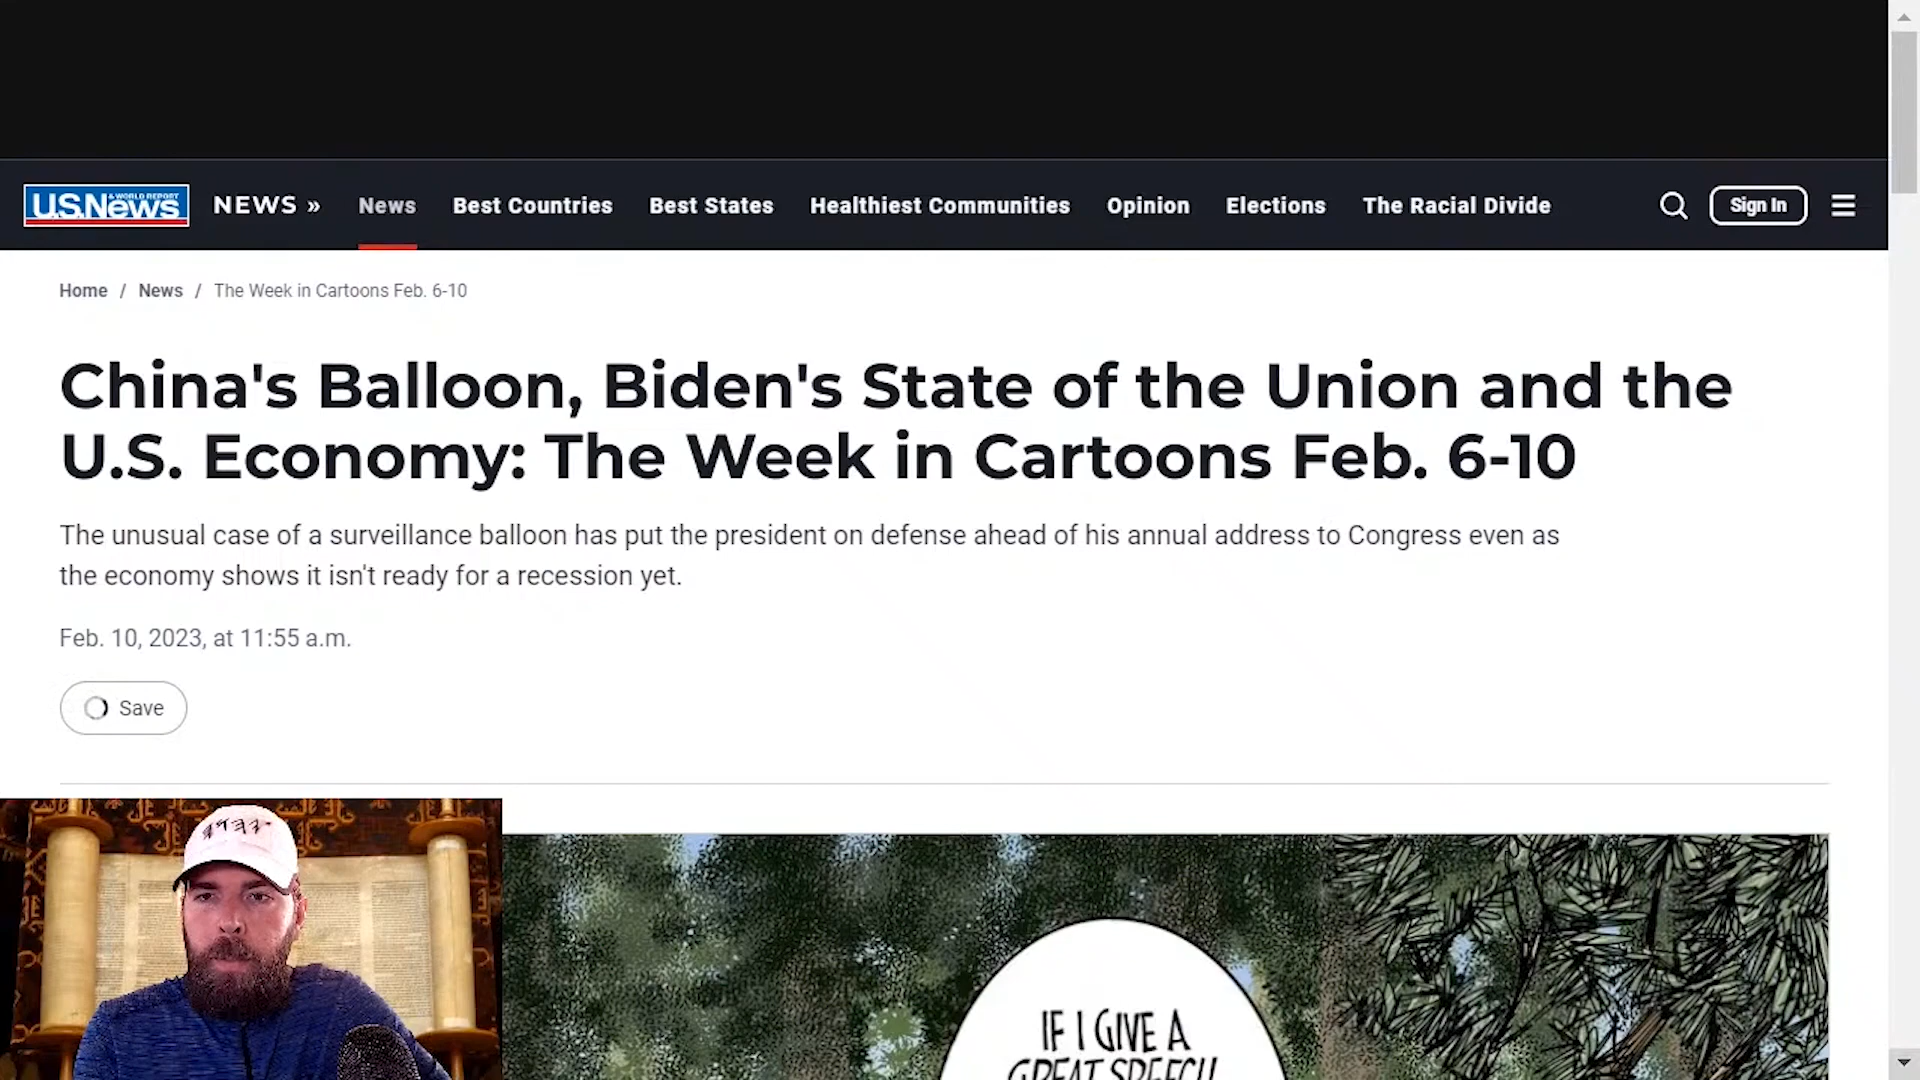 U.S.News
& WORLD REPORT
NEWS »
News
Best Countries
Best States
Healthiest Communities
Opinion
Elections
The Racial Divide
Sign In
Home / News / The Week in Cartoons Feb. 6-10
China's Balloon, Biden's State of the Union and the
U.S. Economy: The Week in Cartoons Feb. 6-10
The unusual case of a surveillance balloon has put the president on defense ahead of his annual address to Congress even as
the economy shows it isn't ready for a recession yet.
Feb. 10, 2023, at 11:55 a.m.
Save
𐤉𐤄𐤅𐤄
IF I GIVE A
GREAT SPEECH